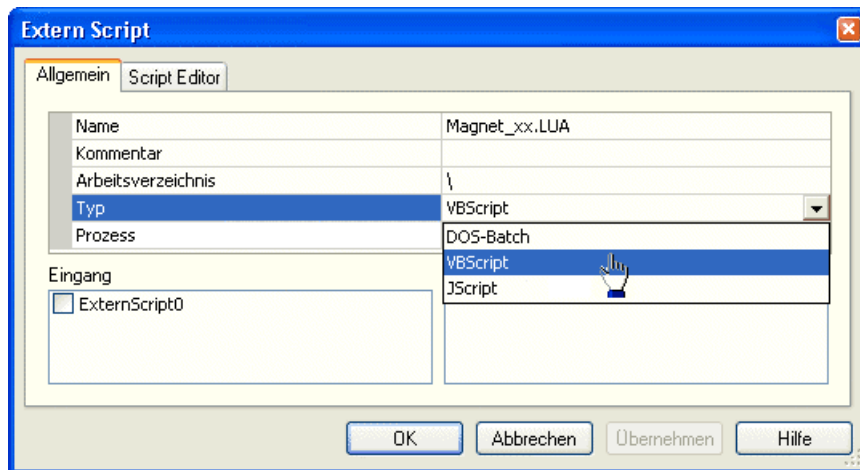 Extern Script
Allgemein Script Editor
Name Magnet_xx.LUA
Kommentar
Arbeitsverzeichnis \
Typ VBScript
Prozess DOS-Batch
VBScript
JScript
Eingang
ExternScript0
OK Abbrechen Übernehmen Hilfe